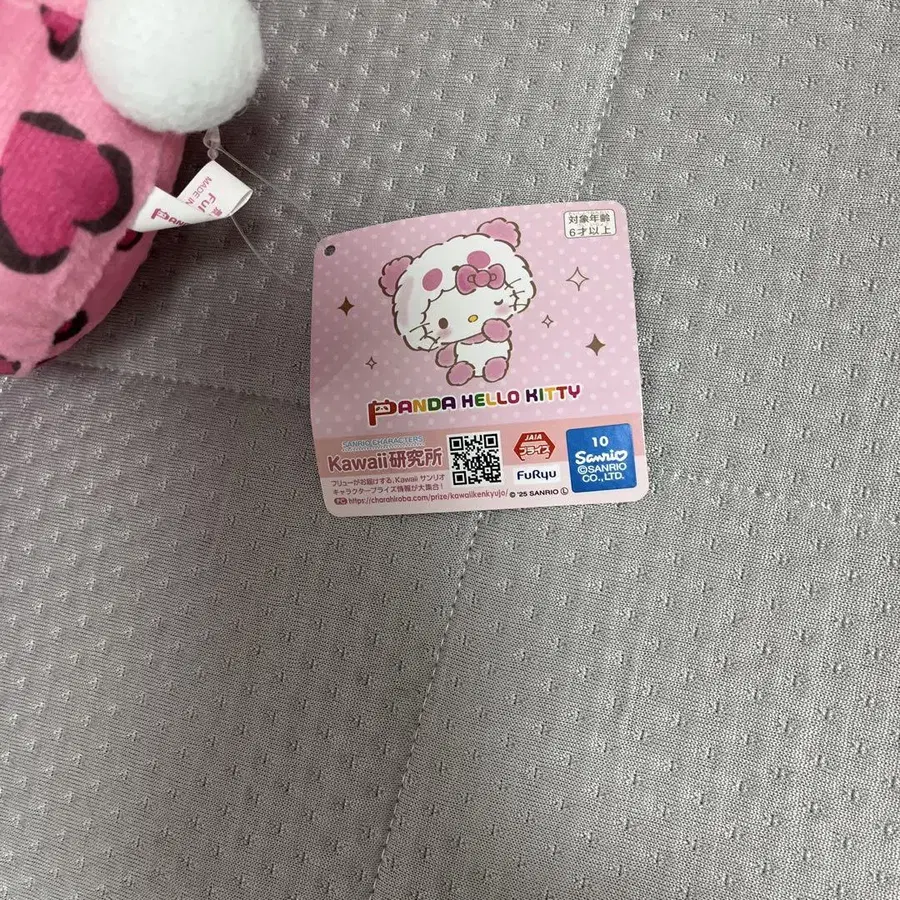 対象年齢
6才以上
PANDA HELLO KITTY
SANRIO CHARACTERS
Kawaii研究所
フリューがお届けする、Kawaii サンリオ
キャラクタープライズ情報が大集合!
PC https://charahiroba.com/prize/kawaiikenkyujo/
JAIA
プライズ
FuRyu
© '25 SANRIO Ⓛ
10
Sanrio
©SANRIO
CO.,LTD.
MADE IN
PAN